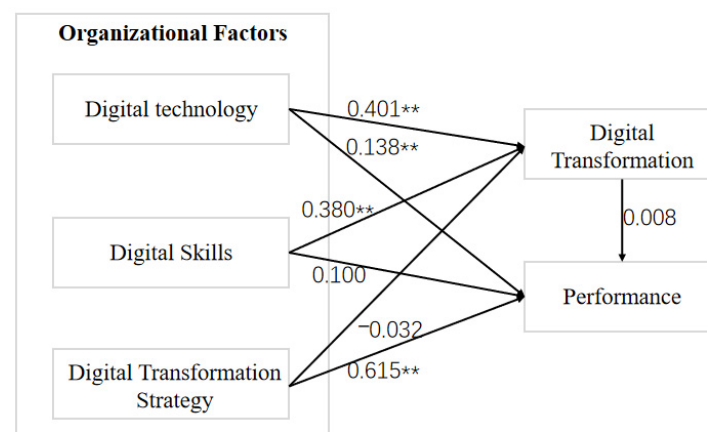 Organizational Factors
Digital technology
0.401**
0.138**
Digital
Transformation
0.380**
0.008
Digital Skills
0.100
Performance
−0.032
Digital Transformation
Strategy
0.615**